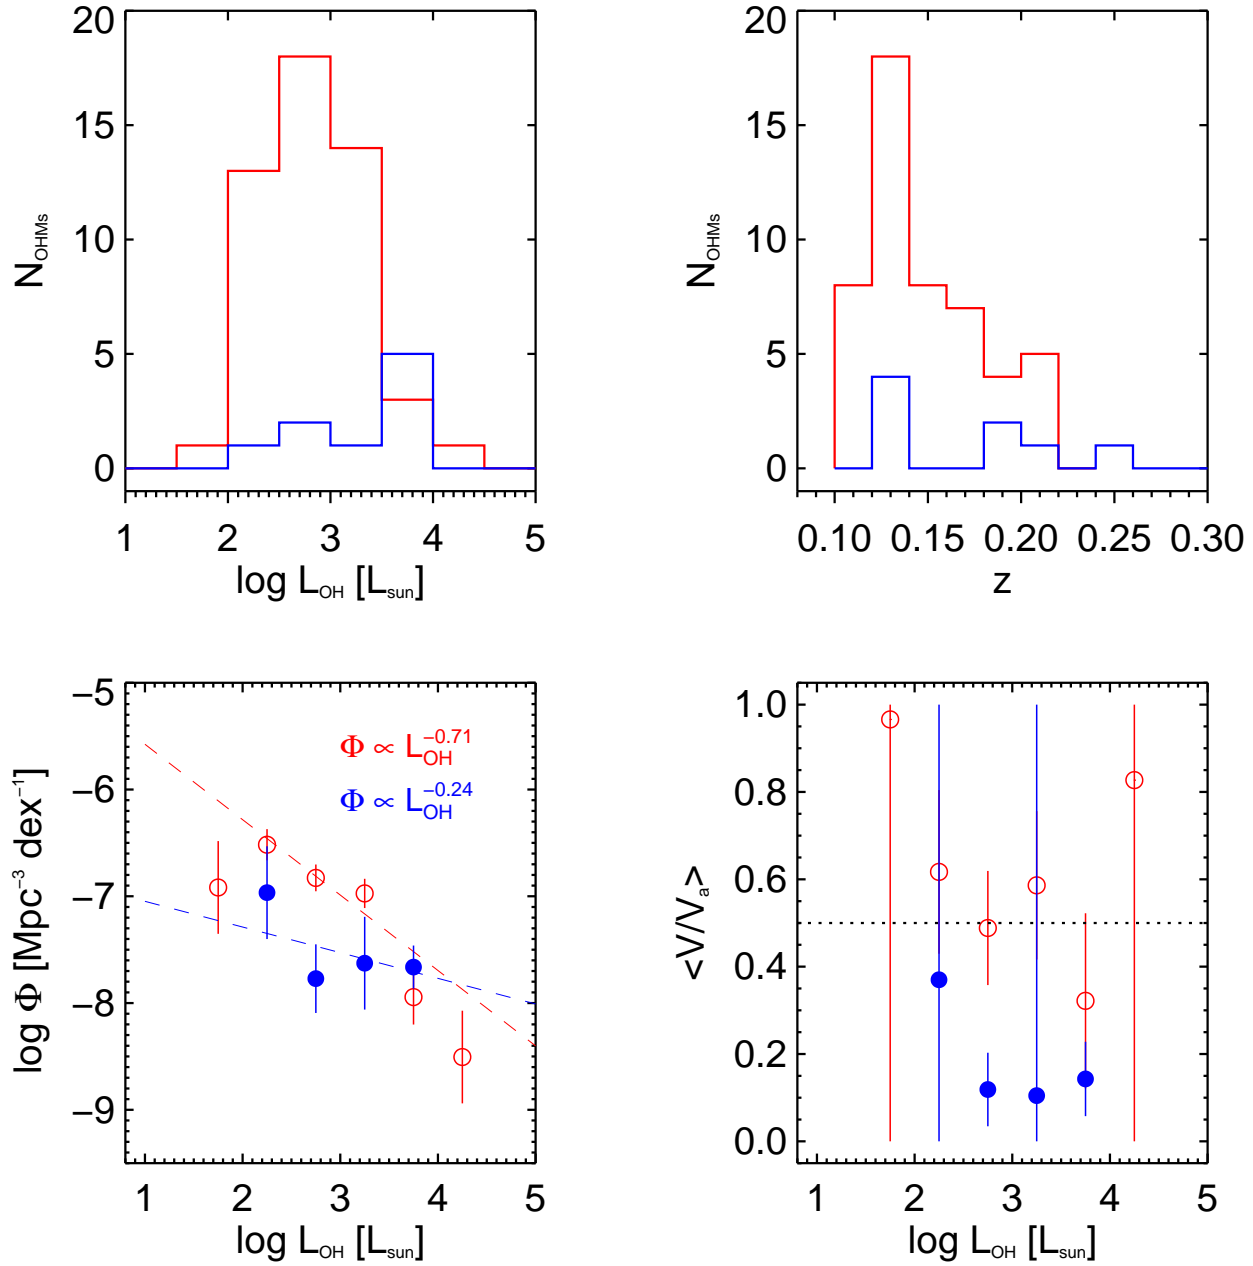 20
15
10
5
0
N_OHMs
1 2 3 4 5
log L_OH [L_sun]
20
15
10
5
0
N_OHMs
0.10 0.15 0.20 0.25 0.30
z
−5
−6
−7
−8
−9
log Φ [Mpc⁻³ dex⁻¹]
Φ ∝ L_OH^−0.71
Φ ∝ L_OH^−0.24
1 2 3 4 5
log L_OH [L_sun]
1.0
0.8
0.6
0.4
0.2
0.0
<V/V_a>
1 2 3 4 5
log L_OH [L_sun]